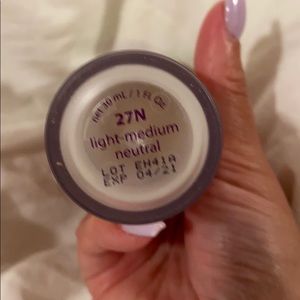 net 30 mL / 1 FL OZ.
27N
light-medium
neutral
LOT EH41A
EXP 04/21